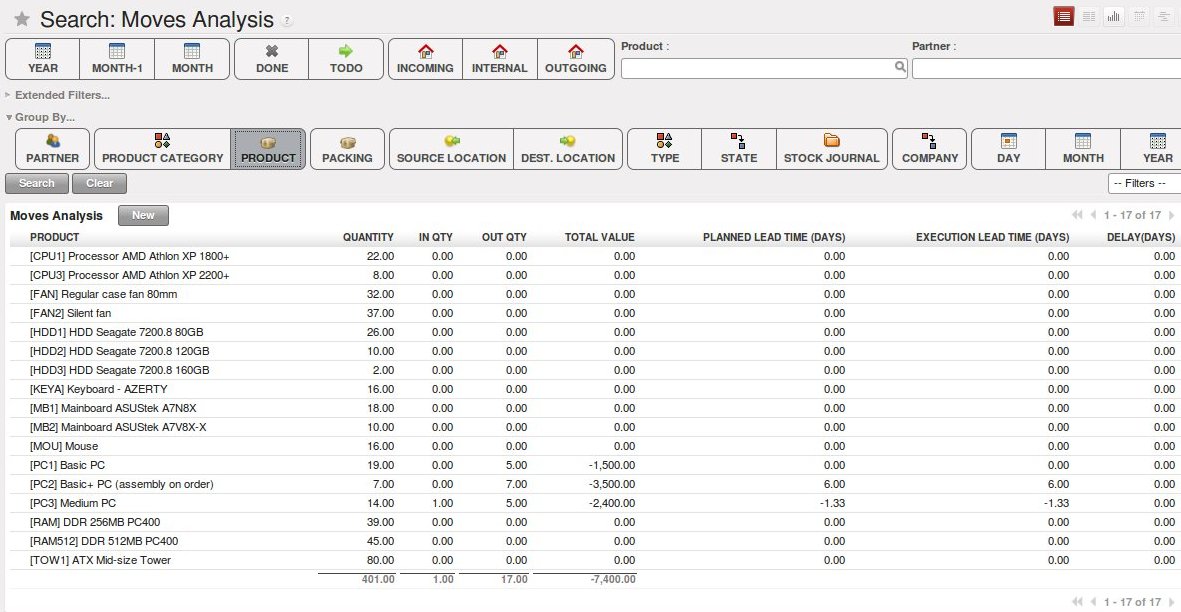 Search: Moves Analysis ?
YEAR MONTH-1 MONTH DONE TODO INCOMING INTERNAL OUTGOING Product : Partner :
Extended Filters...
Group By...
PARTNER PRODUCT CATEGORY PRODUCT PACKING SOURCE LOCATION DEST. LOCATION TYPE STATE STOCK JOURNAL COMPANY DAY MONTH YEAR
Search Clear -- Filters --
Moves Analysis New 1 - 17 of 17
PRODUCT QUANTITY IN QTY OUT QTY TOTAL VALUE PLANNED LEAD TIME (DAYS) EXECUTION LEAD TIME (DAYS) DELAY(DAYS)
[CPU1] Processor AMD Athlon XP 1800+ 22.00 0.00 0.00 0.00 0.00 0.00 0.00
[CPU3] Processor AMD Athlon XP 2200+ 8.00 0.00 0.00 0.00 0.00 0.00 0.00
[FAN] Regular case fan 80mm 32.00 0.00 0.00 0.00 0.00 0.00 0.00
[FAN2] Silent fan 37.00 0.00 0.00 0.00 0.00 0.00 0.00
[HDD1] HDD Seagate 7200.8 80GB 26.00 0.00 0.00 0.00 0.00 0.00 0.00
[HDD2] HDD Seagate 7200.8 120GB 10.00 0.00 0.00 0.00 0.00 0.00 0.00
[HDD3] HDD Seagate 7200.8 160GB 2.00 0.00 0.00 0.00 0.00 0.00 0.00
[KEYA] Keyboard - AZERTY 16.00 0.00 0.00 0.00 0.00 0.00 0.00
[MB1] Mainboard ASUStek A7N8X 18.00 0.00 0.00 0.00 0.00 0.00 0.00
[MB2] Mainboard ASUStek A7V8X-X 10.00 0.00 0.00 0.00 0.00 0.00 0.00
[MOU] Mouse 16.00 0.00 0.00 0.00 0.00 0.00 0.00
[PC1] Basic PC 19.00 0.00 5.00 -1,500.00 0.00 0.00 0.00
[PC2] Basic+ PC (assembly on order) 7.00 0.00 7.00 -3,500.00 6.00 6.00 0.00
[PC3] Medium PC 14.00 1.00 5.00 -2,400.00 -1.33 -1.33 0.00
[RAM] DDR 256MB PC400 39.00 0.00 0.00 0.00 0.00 0.00 0.00
[RAM512] DDR 512MB PC400 45.00 0.00 0.00 0.00 0.00 0.00 0.00
[TOW1] ATX Mid-size Tower 80.00 0.00 0.00 0.00 0.00 0.00 0.00
401.00 1.00 17.00 -7,400.00
1 - 17 of 17